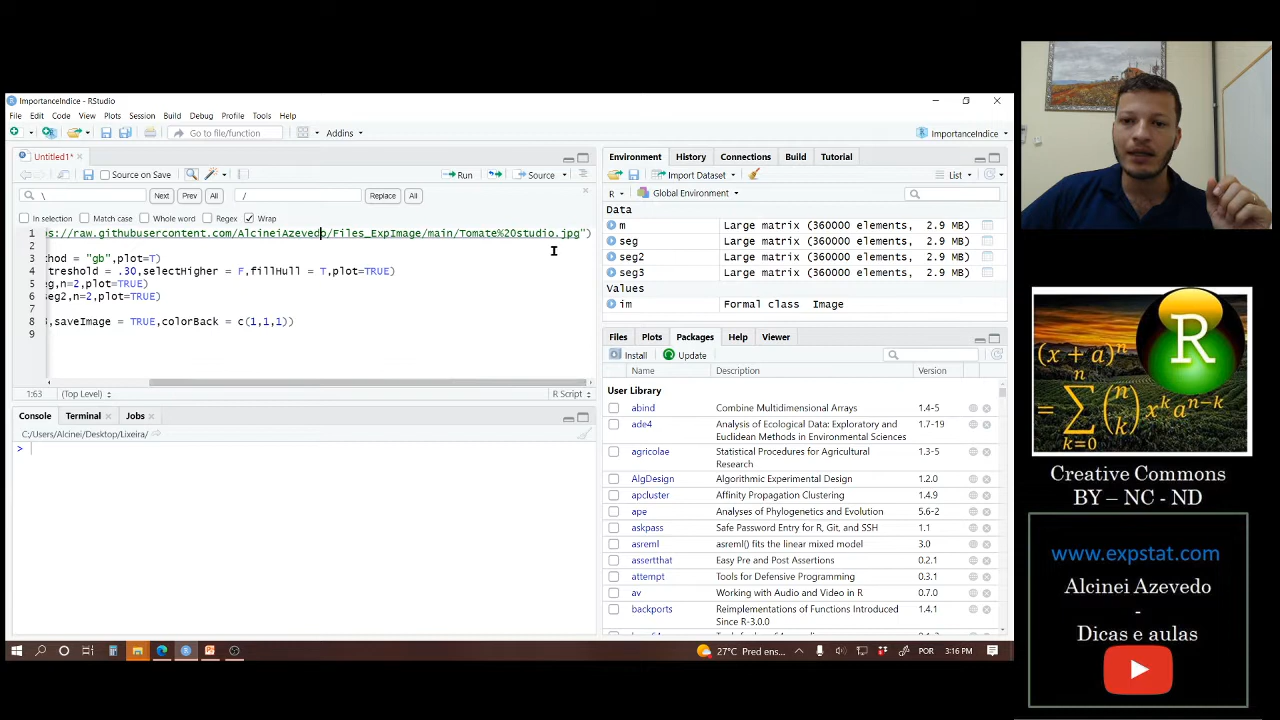 ImportanceIndice - RStudio
File Edit Code View Plots Session Build Debug Profile Tools Help
Go to file/function Addins ImportanceIndice
Untitled1*
Source on Save Run Source
\ Next Prev All / Replace All
In selection Match case Whole word Regex Wrap
1 s://raw.githubusercontent.com/AlcineiAzevedo/Files_ExpImage/main/Tomate%20studio.jpg")
2
3 thod = "gb",plot=T)
4 treshold = .30,selectHigher = F,fillHull = T,plot=TRUE)
5 g,n=2,plot=TRUE)
6 eg2,n=2,plot=TRUE)
7
8 ,saveImage = TRUE,colorBack = c(1,1,1))
9
1:63 (Top Level) R Script
Console Terminal Jobs
C:/Users/Alcinei/Desktop/Lixeira/
>
Environment History Connections Build Tutorial
Import Dataset List
R Global Environment
Data
m Large matrix (360000 elements, 2.9 MB)
seg Large matrix (360000 elements, 2.9 MB)
seg2 Large matrix (360000 elements, 2.9 MB)
seg3 Large matrix (360000 elements, 2.9 MB)
Values
im Formal class Image
Files Plots Packages Help Viewer
Install Update
Name Description Version
User Library
abind Combine Multidimensional Arrays 1.4-5
ade4 Analysis of Ecological Data: Exploratory and 1.7-19
Euclidean Methods in Environmental Sciences
agricolae Statistical Procedures for Agricultural 1.3-5
Research
AlgDesign Algorithmic Experimental Design 1.2.0
apcluster Affinity Propagation Clustering 1.4.9
ape Analyses of Phylogenetics and Evolution 5.6-2
askpass Safe Password Entry for R, Git, and SSH 1.1
asreml asreml() fits the linear mixed model 3.0
assertthat Easy Pre and Post Assertions 0.2.1
attempt Tools for Defensive Programming 0.3.1
av Working with Audio and Video in R 0.7.0
backports Reimplementations of Functions Introduced 1.4.1
Since R-3.0.0
27°C Pred ens... POR 3:16 PM
(x + a)^n
= ∑ k=0 n (n k) x^k a^(n-k)
R
Creative Commons
BY – NC - ND
www.expstat.com
Alcinei Azevedo
-
Dicas e aulas